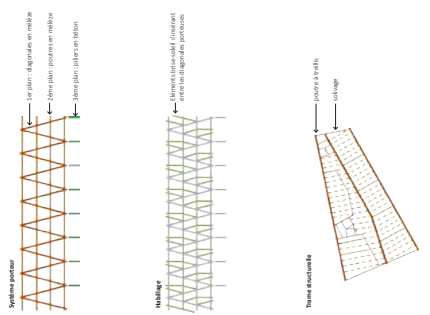 Système porteur
1er plan : diagonales en mélèze
2ème plan : poutres en mélèze
3ème plan : piliers en béton
Habillage
Eléments brise-soleil s'insérant
entre les diagonales porteuses
Trame structurelle
poutre à treillis
solivage